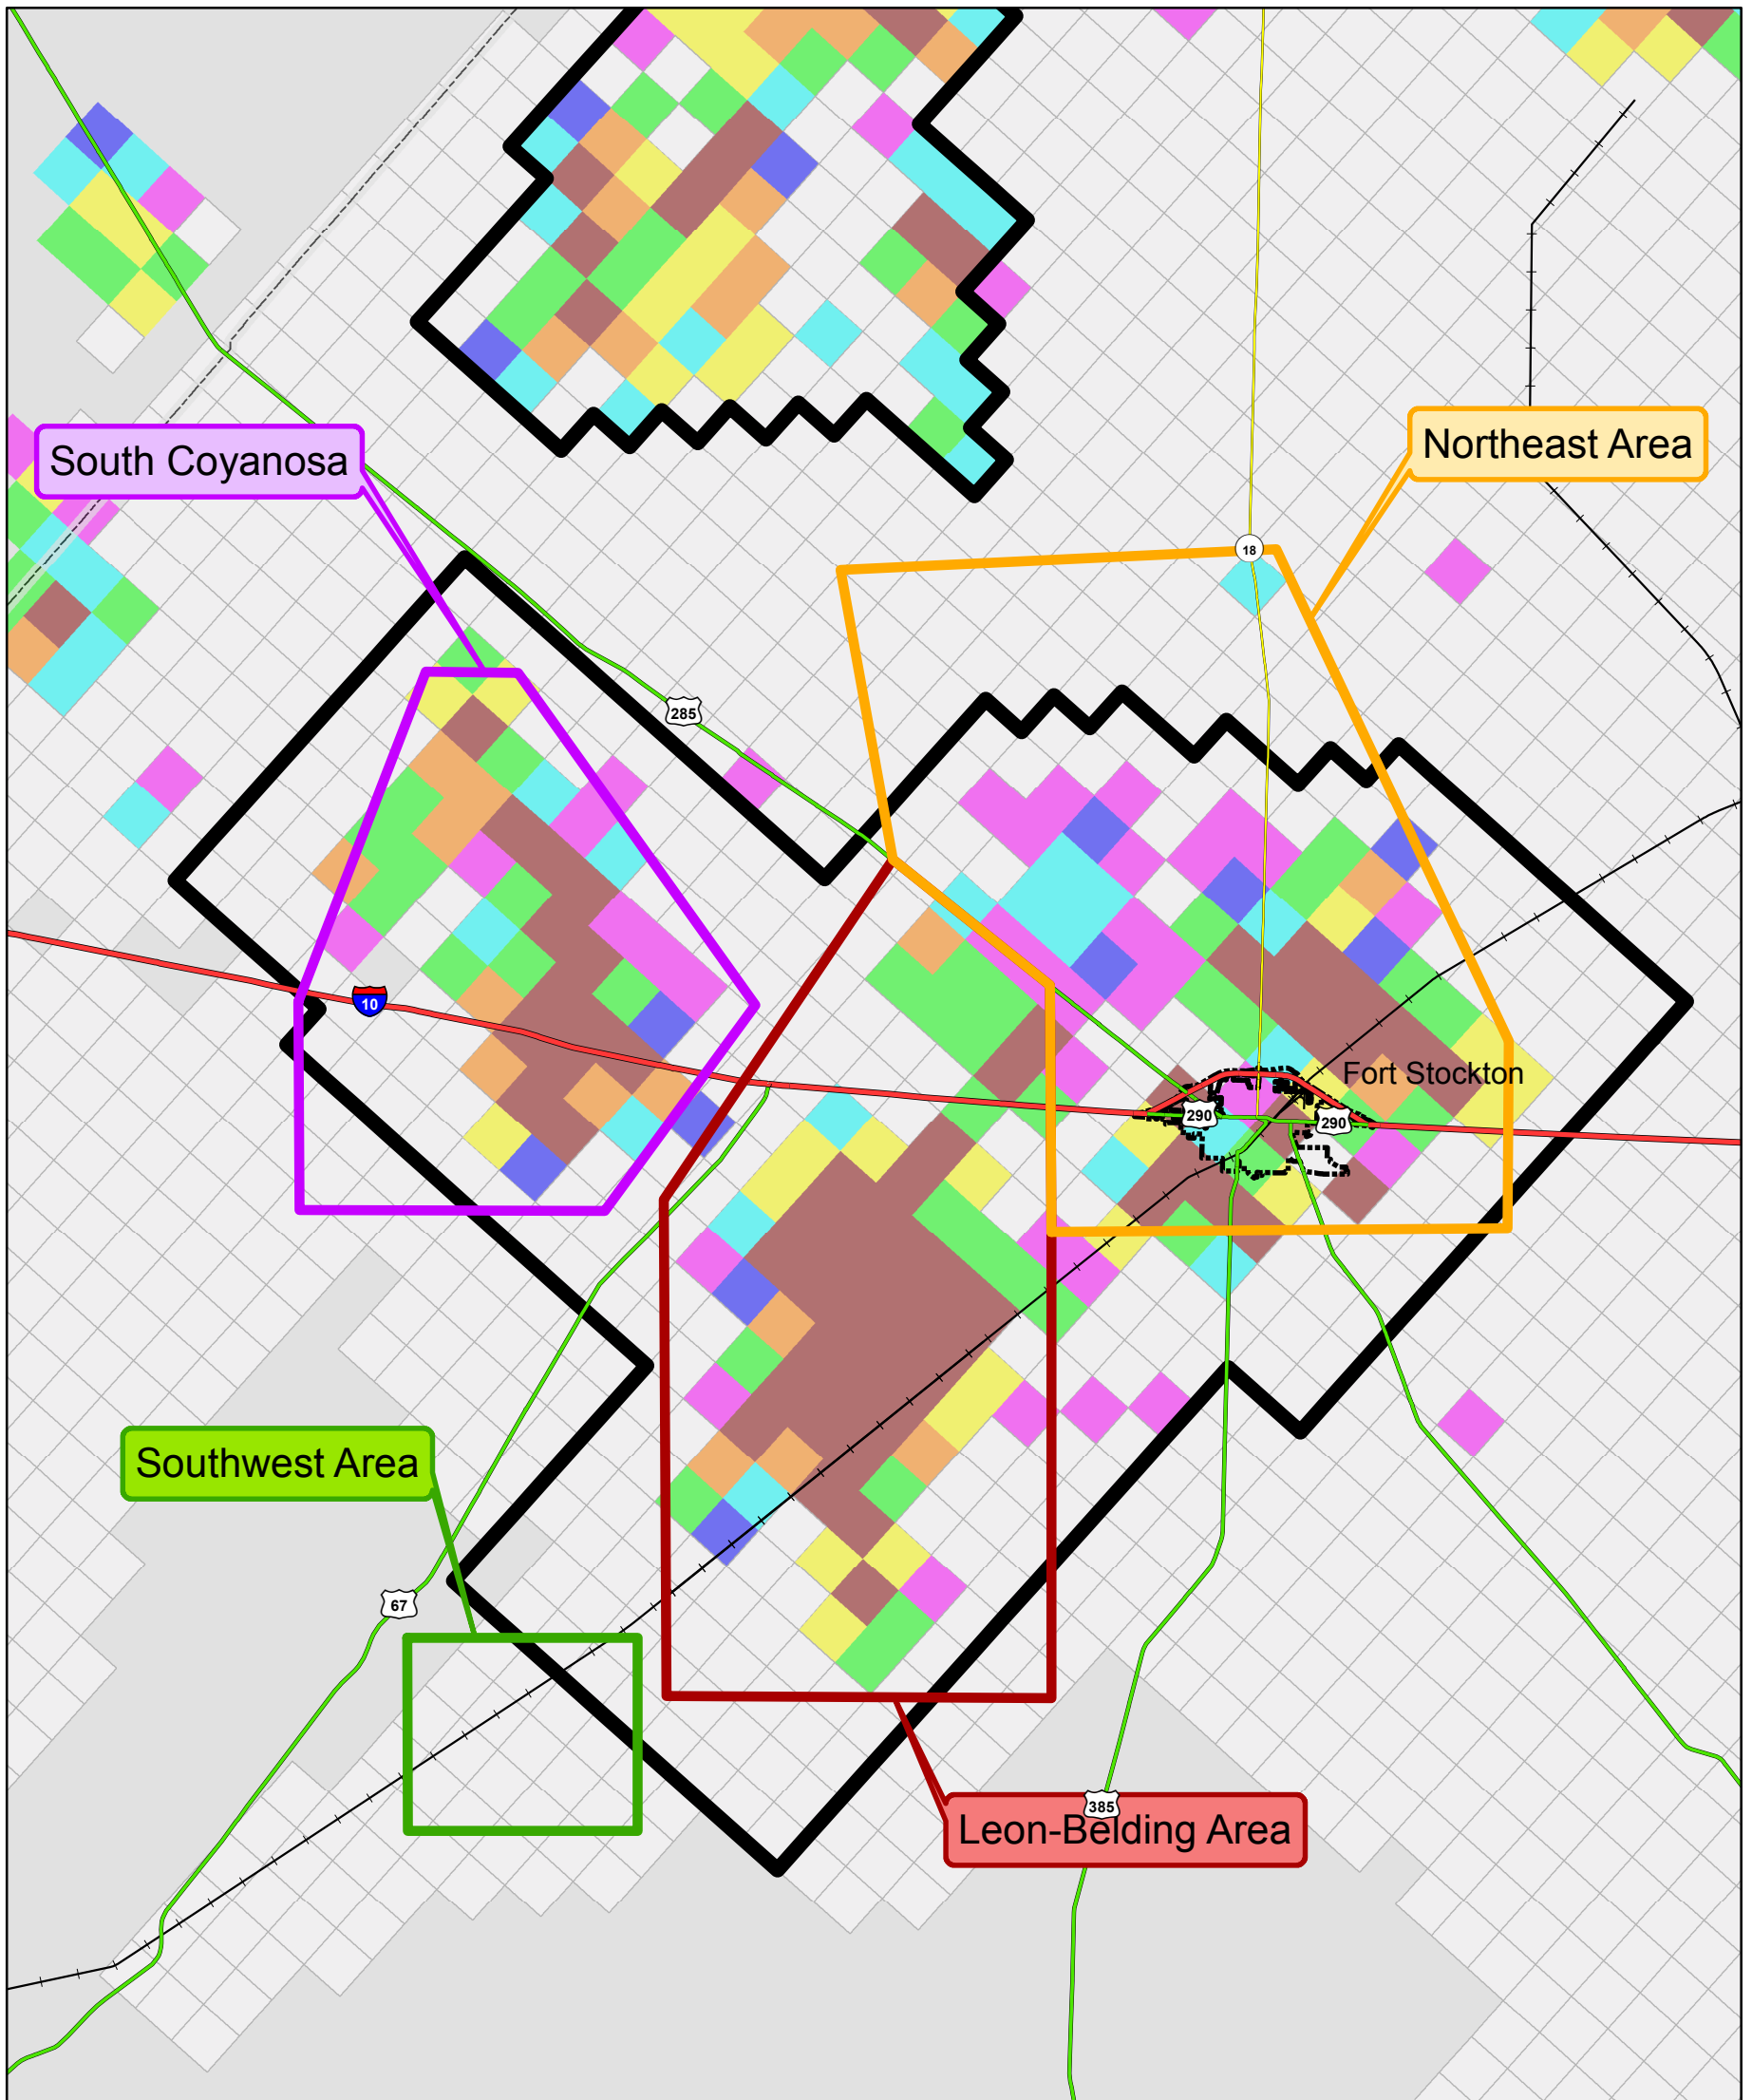 Northeast Area
South Coyanosa
18
285
10
Fort Stockton
290
290
Southwest Area
67
385
Leon-Belding Area